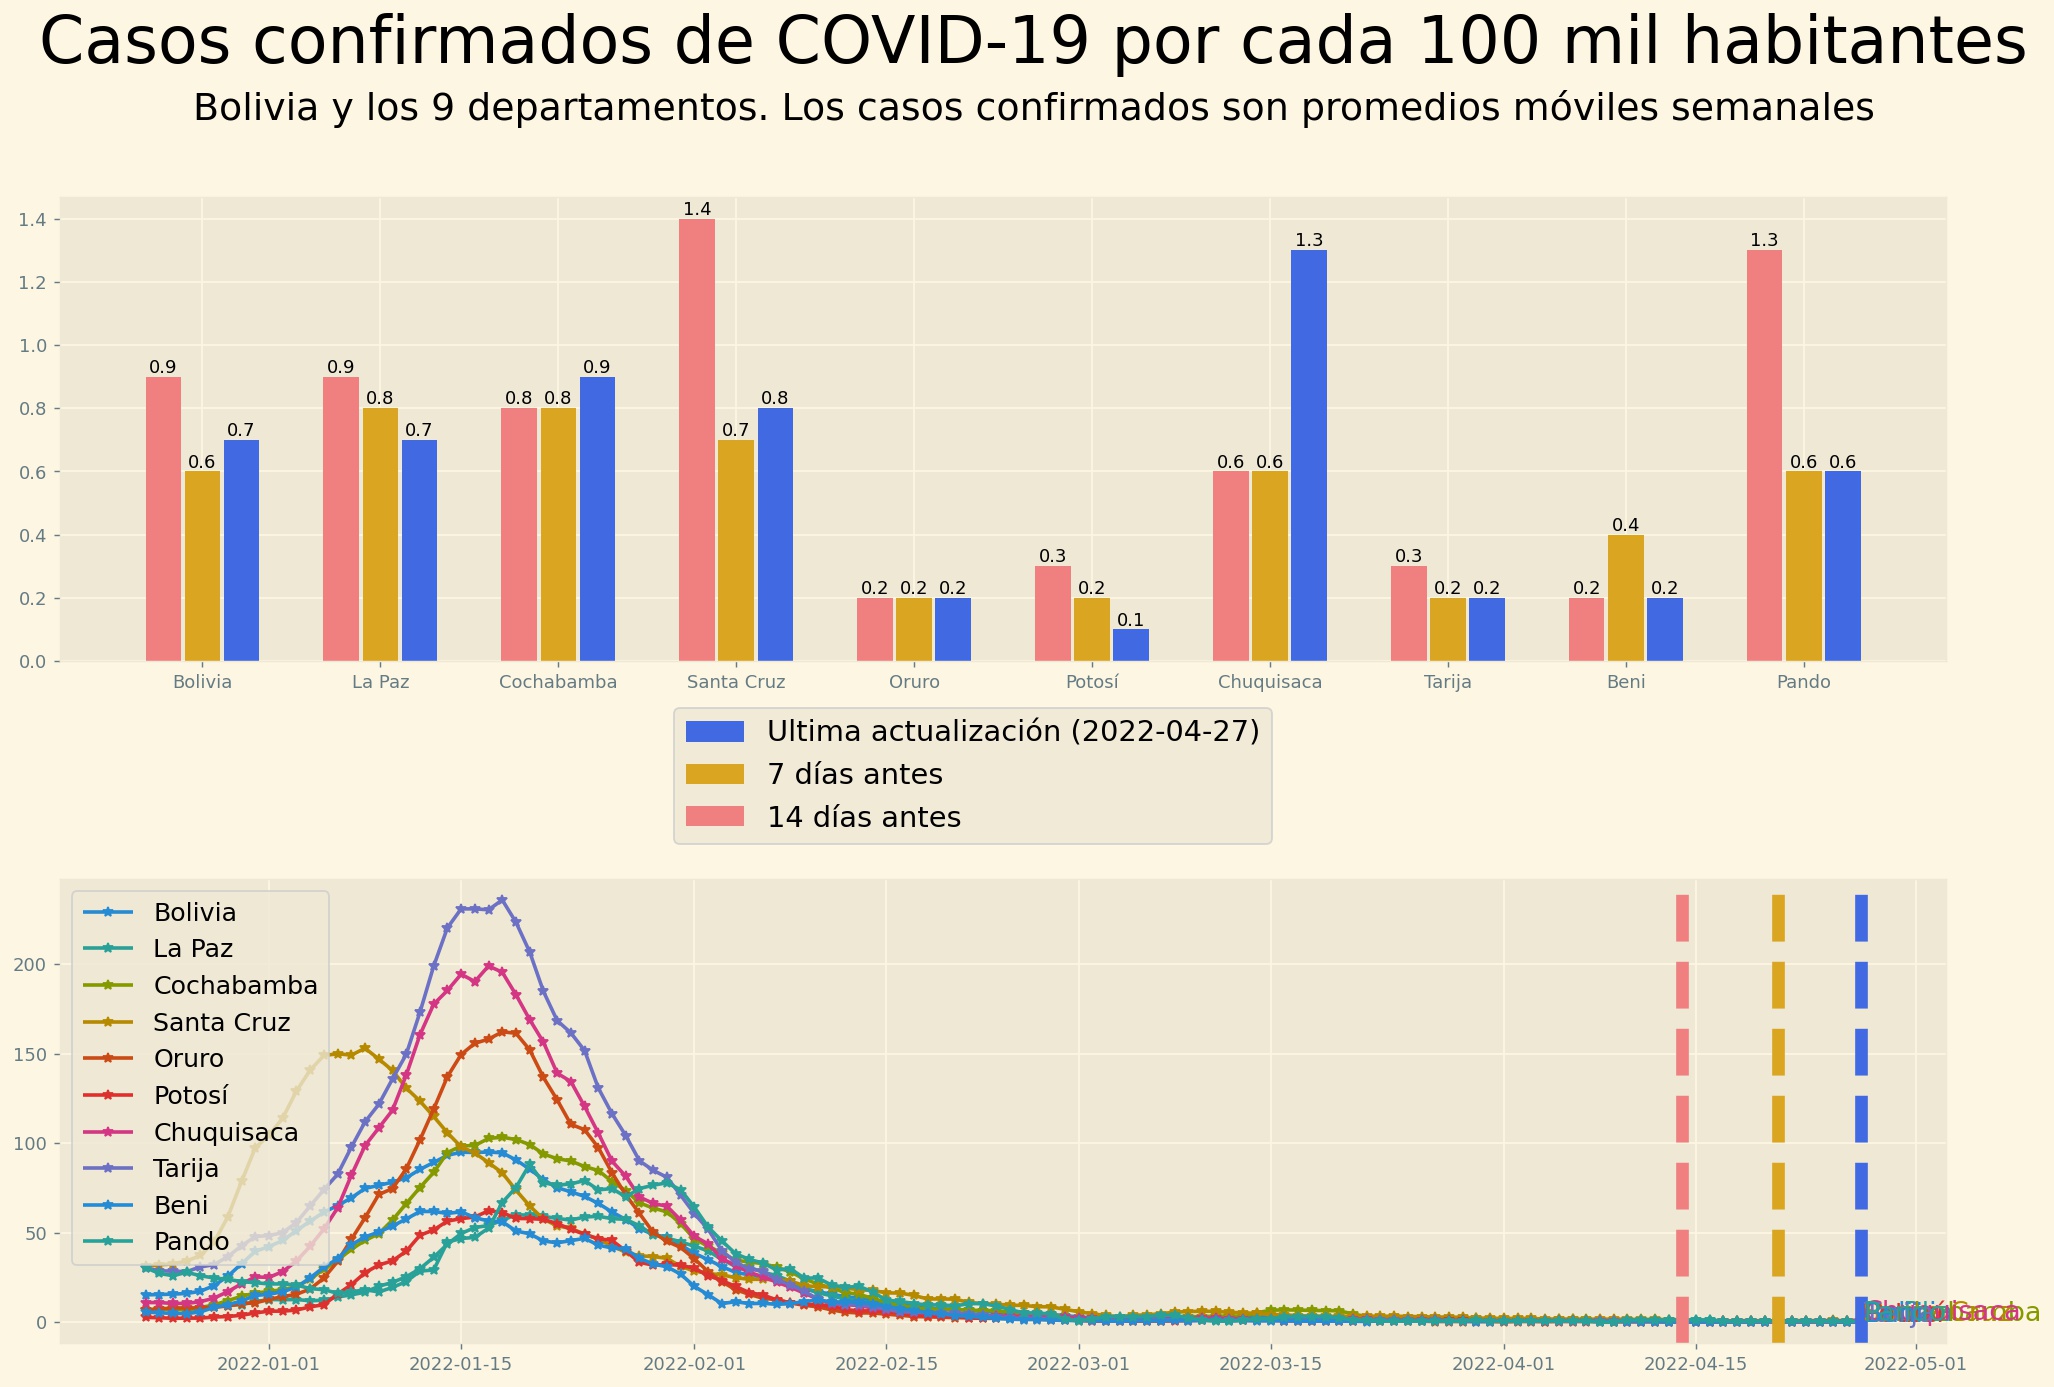 Casos confirmados de COVID-19 por cada 100 mil habitantes
Bolivia y los 9 departamentos. Los casos confirmados son promedios móviles semanales
1.4
1.2
1.0
0.8
0.6
0.4
0.2
0.0
0.9 0.6 0.7
0.9 0.8 0.7
0.8 0.8 0.9
1.4 0.7 0.8
0.2 0.2 0.2
0.3 0.2 0.1
0.6 0.6 1.3
0.3 0.2 0.2
0.2 0.4 0.2
1.3 0.6 0.6
Bolivia La Paz Cochabamba Santa Cruz Oruro Potosí Chuquisaca Tarija Beni Pando
Ultima actualización (2022-04-27)
7 días antes
14 días antes
200
150
100
50
0
Bolivia
La Paz
Cochabamba
Santa Cruz
Oruro
Potosí
Chuquisaca
Tarija
Beni
Pando
2022-01-01 2022-01-15 2022-02-01 2022-02-15 2022-03-01 2022-03-15 2022-04-01 2022-04-15 2022-05-01